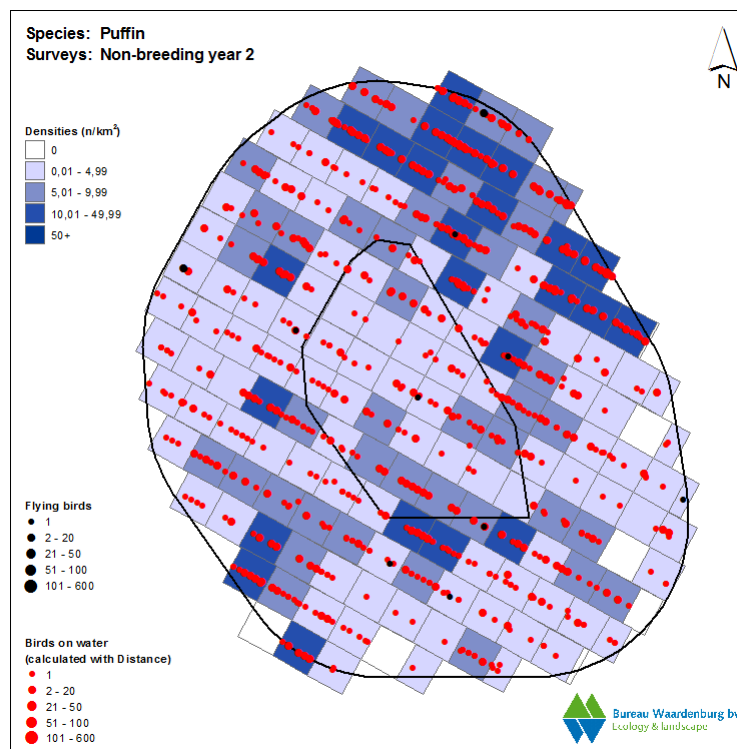 Species: Puffin
Surveys: Non-breeding year 2
N
Densities (n/km²)
0
0,01 - 4,99
5,01 - 9,99
10,01 - 49,99
50+
Flying birds
1
2 - 20
21 - 50
51 - 100
101 - 600
Birds on water
(calculated with Distance)
1
2 - 20
21 - 50
51 - 100
101 - 600
Bureau Waardenburg bv
Ecology & landscape